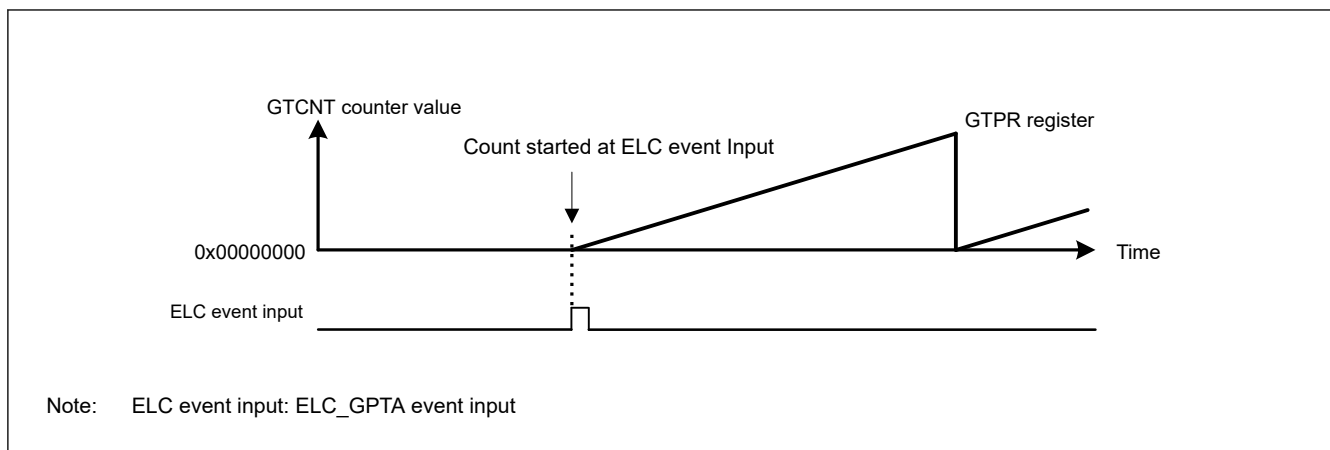 GTCNT counter value
GTPR register
Count started at ELC event Input
0x00000000
Time
ELC event input
Note: ELC event input: ELC_GPTA event input